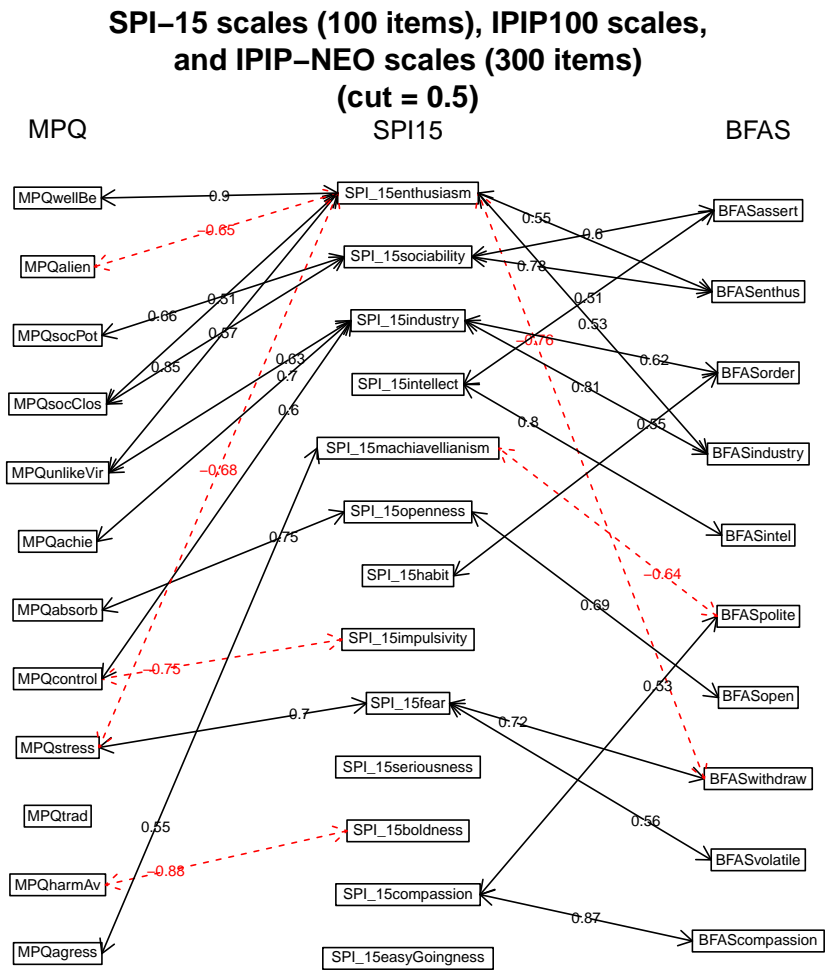 SPI−15 scales (100 items), IPIP100 scales,
and IPIP−NEO scales (300 items)
(cut = 0.5)
MPQ
SPI15
BFAS
MPQwellBe
MPQalien
MPQsocPot
MPQsocClos
MPQunlikeVir
MPQachie
MPQabsorb
MPQcontrol
MPQstress
MPQtrad
MPQharmAv
MPQagress
SPI_15enthusiasm
SPI_15sociability
SPI_15industry
SPI_15intellect
SPI_15machiavellianism
SPI_15openness
SPI_15habit
SPI_15impulsivity
SPI_15fear
SPI_15seriousness
SPI_15boldness
SPI_15compassion
SPI_15easyGoingness
BFASassert
BFASenthus
BFASorder
BFASindustry
BFASintel
BFASpolite
BFASopen
BFASwithdraw
BFASvolatile
BFAScompassion
0.9
−0.65
0.51
0.66
0.57
0.85
0.63
0.7
0.6
−0.68
0.75
−0.75
0.7
0.55
−0.88
0.55
0.6
0.78
0.51
0.53
−0.76
0.62
0.81
0.8
0.55
−0.64
0.69
0.53
0.72
0.56
0.87